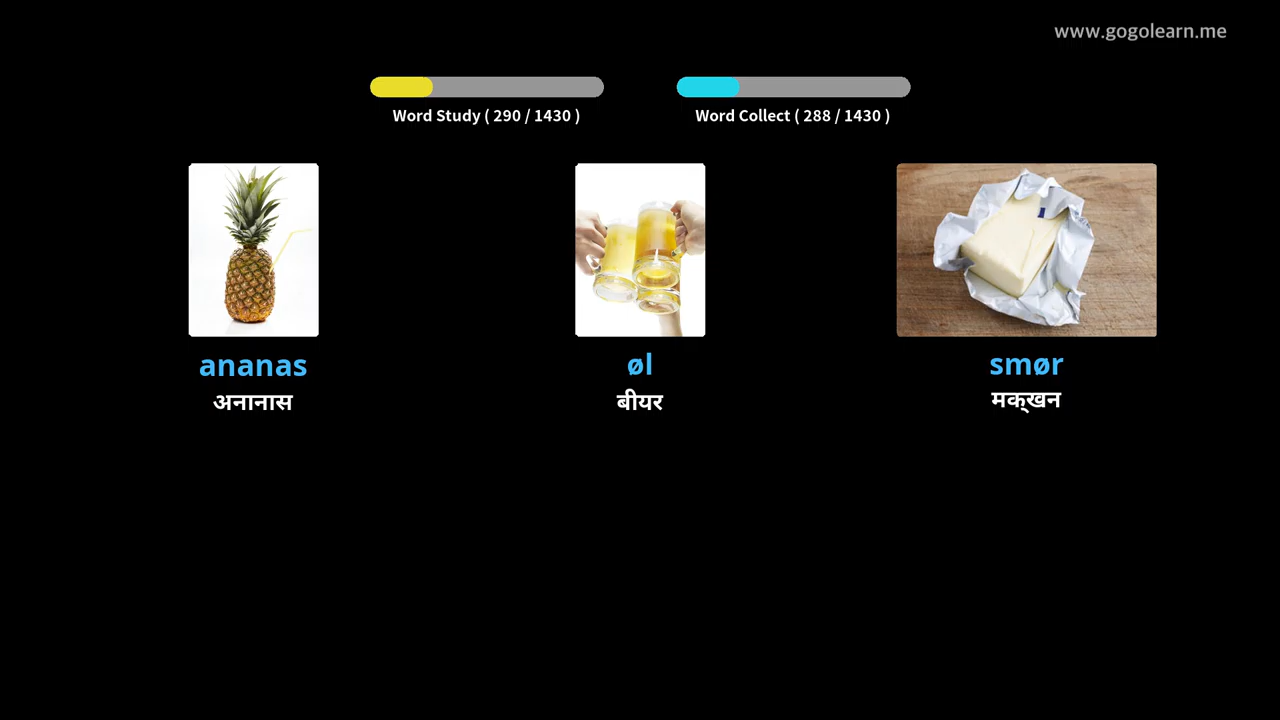 www.gogolearn.me
Word Study ( 290 / 1430 )
Word Collect ( 288 / 1430 )
ananas
øl
smør
अनानास
बीयर
मक्खन